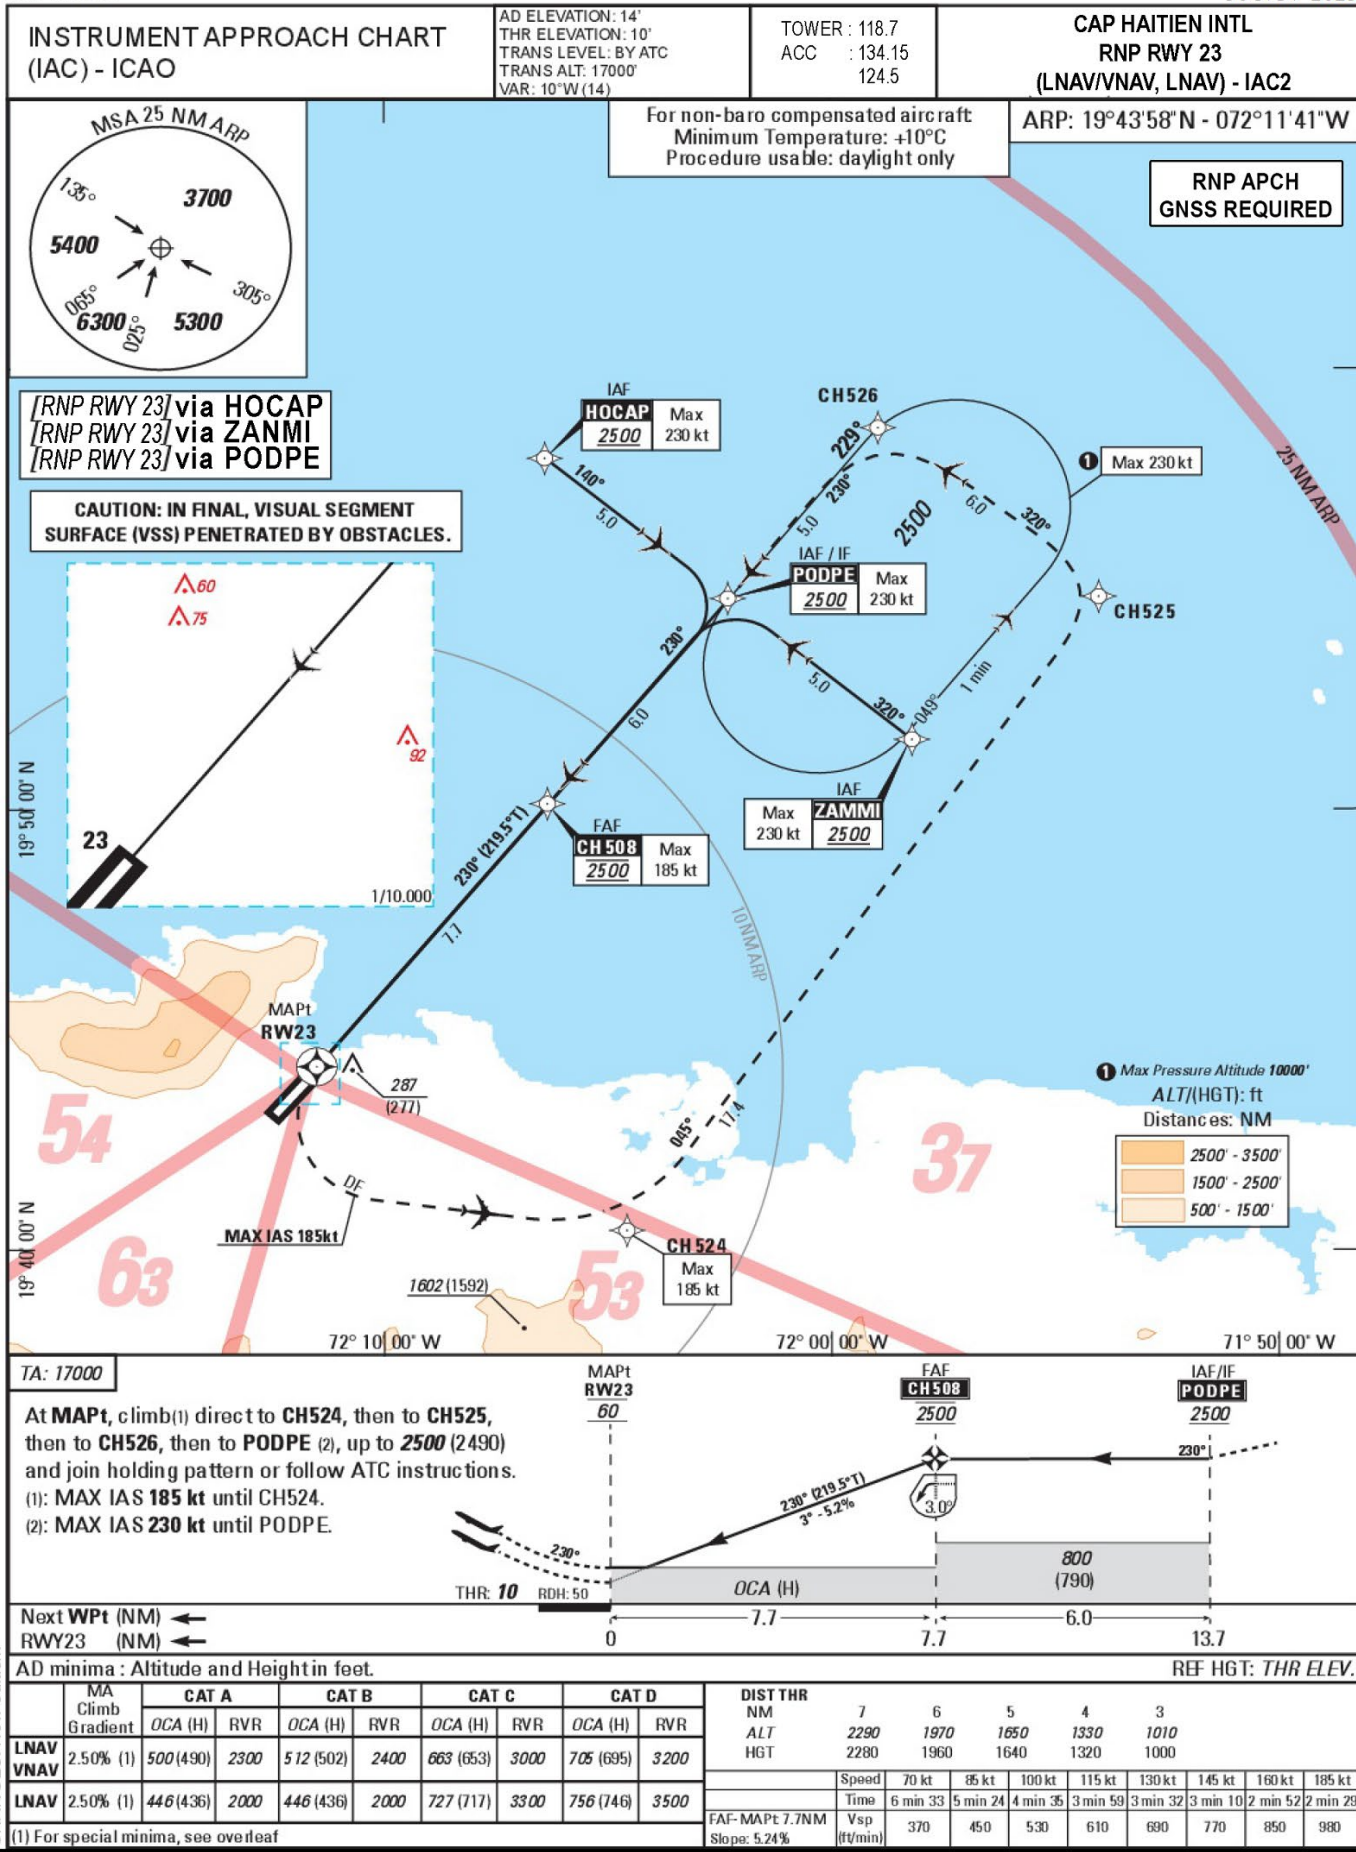 INSTRUMENT APPROACH CHART
(IAC) - ICAO
AD ELEVATION: 14'
THR ELEVATION: 10'
TRANS LEVEL: BY ATC
TRANS ALT: 17000'
VAR: 10°W (14)
TOWER : 118.7
ACC : 134.15
124.5
CAP HAITIEN INTL
RNP RWY 23
(LNAV/VNAV, LNAV) - IAC2
For non-baro compensated aircraft
Minimum Temperature: +10°C
Procedure usable: daylight only
ARP: 19°43'58"N - 072°11'41"W
RNP APCH
GNSS REQUIRED
MSA 25 NM ARP
135°
3700
5400
065°
6300
025°
5300
305°
[RNP RWY 23] via HOCAP
[RNP RWY 23] via ZANMI
[RNP RWY 23] via PODPE
CAUTION: IN FINAL, VISUAL SEGMENT
SURFACE (VSS) PENETRATED BY OBSTACLES.
60
75
92
23
1/10.000
IAF
HOCAP
2500
Max
230 kt
140°
5.0
CH526
229°
230°
5.0
2500
6.0
320°
1 Max 230 kt
25 NM ARP
IAF / IF
PODPE
2500
Max
230 kt
CH525
230°
6.0
5.0
320°
049°
1 min
IAF
Max
230 kt
ZAMMI
2500
FAF
CH508
2500
Max
185 kt
230° (219.5°T)
7.7
10 NM ARP
19° 50' 00" N
MAPt
RW23
287
(277)
54
63
53
37
DF
MAX IAS 185kt
045°
17.4
CH524
Max
185 kt
1602 (1592)
19° 40' 00" N
1 Max Pressure Altitude 10000'
ALT/(HGT): ft
Distances: NM
2500' - 3500'
1500' - 2500'
500' - 1500'
72° 10' 00" W
72° 00' 00" W
71° 50' 00" W
TA: 17000
At MAPt, climb(1) direct to CH524, then to CH525,
then to CH526, then to PODPE (2), up to 2500 (2490)
and join holding pattern or follow ATC instructions.
(1): MAX IAS 185 kt until CH524.
(2): MAX IAS 230 kt until PODPE.
MAPt
RW23
60
FAF
CH508
2500
IAF/IF
PODPE
2500
230°
230° (219.5°T)
3° - 5.2%
3.0°
230°
THR: 10
RDH: 50
OCA (H)
800
(790)
Next WPt (NM) 7.7 6.0
RWY23 (NM) 0 7.7 13.7
AD minima : Altitude and Height in feet.
REF HGT: THR ELEV.
MA
Climb
Gradient
CAT A CAT B CAT C CAT D
OCA (H) RVR OCA (H) RVR OCA (H) RVR OCA (H) RVR
LNAV
VNAV
2.50% (1) 500 (490) 2300 512 (502) 2400 663 (653) 3000 705 (695) 3200
LNAV 2.50% (1) 446 (436) 2000 446 (436) 2000 727 (717) 3300 756 (746) 3500
(1) For special minima, see overleaf
DIST THR
NM 7 6 5 4 3
ALT 2290 1970 1650 1330 1010
HGT 2280 1960 1640 1320 1000
Speed 70 kt 85 kt 100 kt 115 kt 130 kt 145 kt 160 kt 185 kt
Time 6 min 33 5 min 24 4 min 35 3 min 59 3 min 32 3 min 10 2 min 52 2 min 29
FAF-MAPt 7.7NM
Slope: 5.24%
Vsp
(ft/min)
370 450 530 610 690 770 850 980